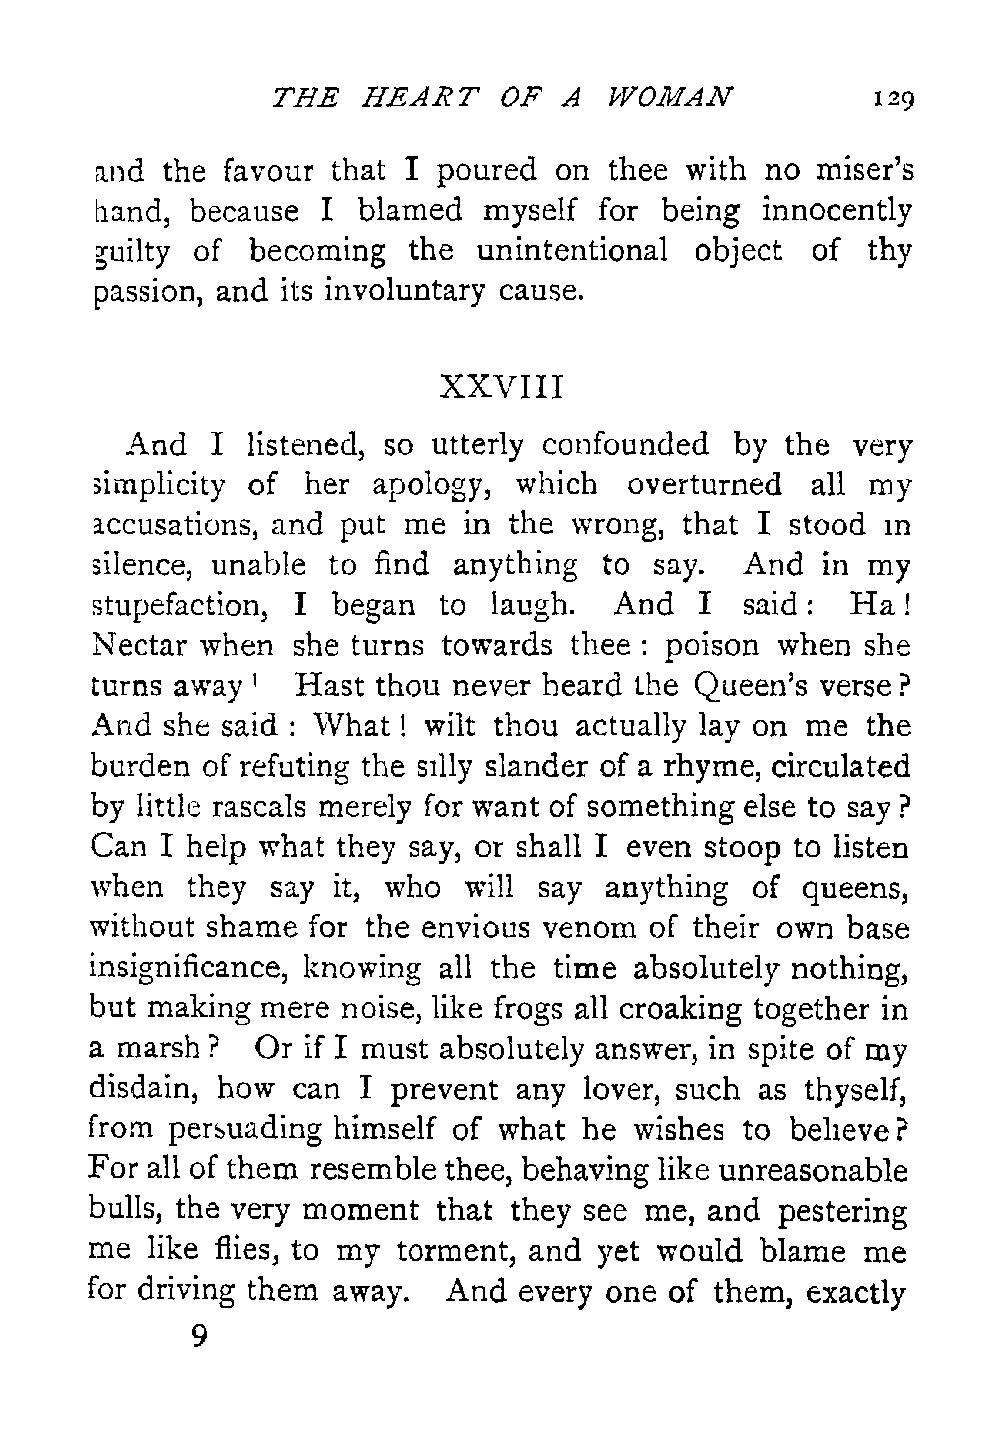 THE HEART OF A WOMAN 129
and the favour that I poured on thee with no miser's
hand, because I blamed myself for being innocently
guilty of becoming the unintentional object of thy
passion, and its involuntary cause.
XXVIII
And I listened, so utterly confounded by the very
simplicity of her apology, which overturned all my
accusations, and put me in the wrong, that I stood in
silence, unable to find anything to say. And in my
stupefaction, I began to laugh. And I said : Ha !
Nectar when she turns towards thee : poison when she
turns away ! Hast thou never heard the Queen's verse ?
And she said : What ! wilt thou actually lay on me the
burden of refuting the silly slander of a rhyme, circulated
by little rascals merely for want of something else to say ?
Can I help what they say, or shall I even stoop to listen
when they say it, who will say anything of queens,
without shame for the envious venom of their own base
insignificance, knowing all the time absolutely nothing,
but making mere noise, like frogs all croaking together in
a marsh ? Or if I must absolutely answer, in spite of my
disdain, how can I prevent any lover, such as thyself,
from persuading himself of what he wishes to believe ?
For all of them resemble thee, behaving like unreasonable
bulls, the very moment that they see me, and pestering
me like flies, to my torment, and yet would blame me
for driving them away. And every one of them, exactly
9